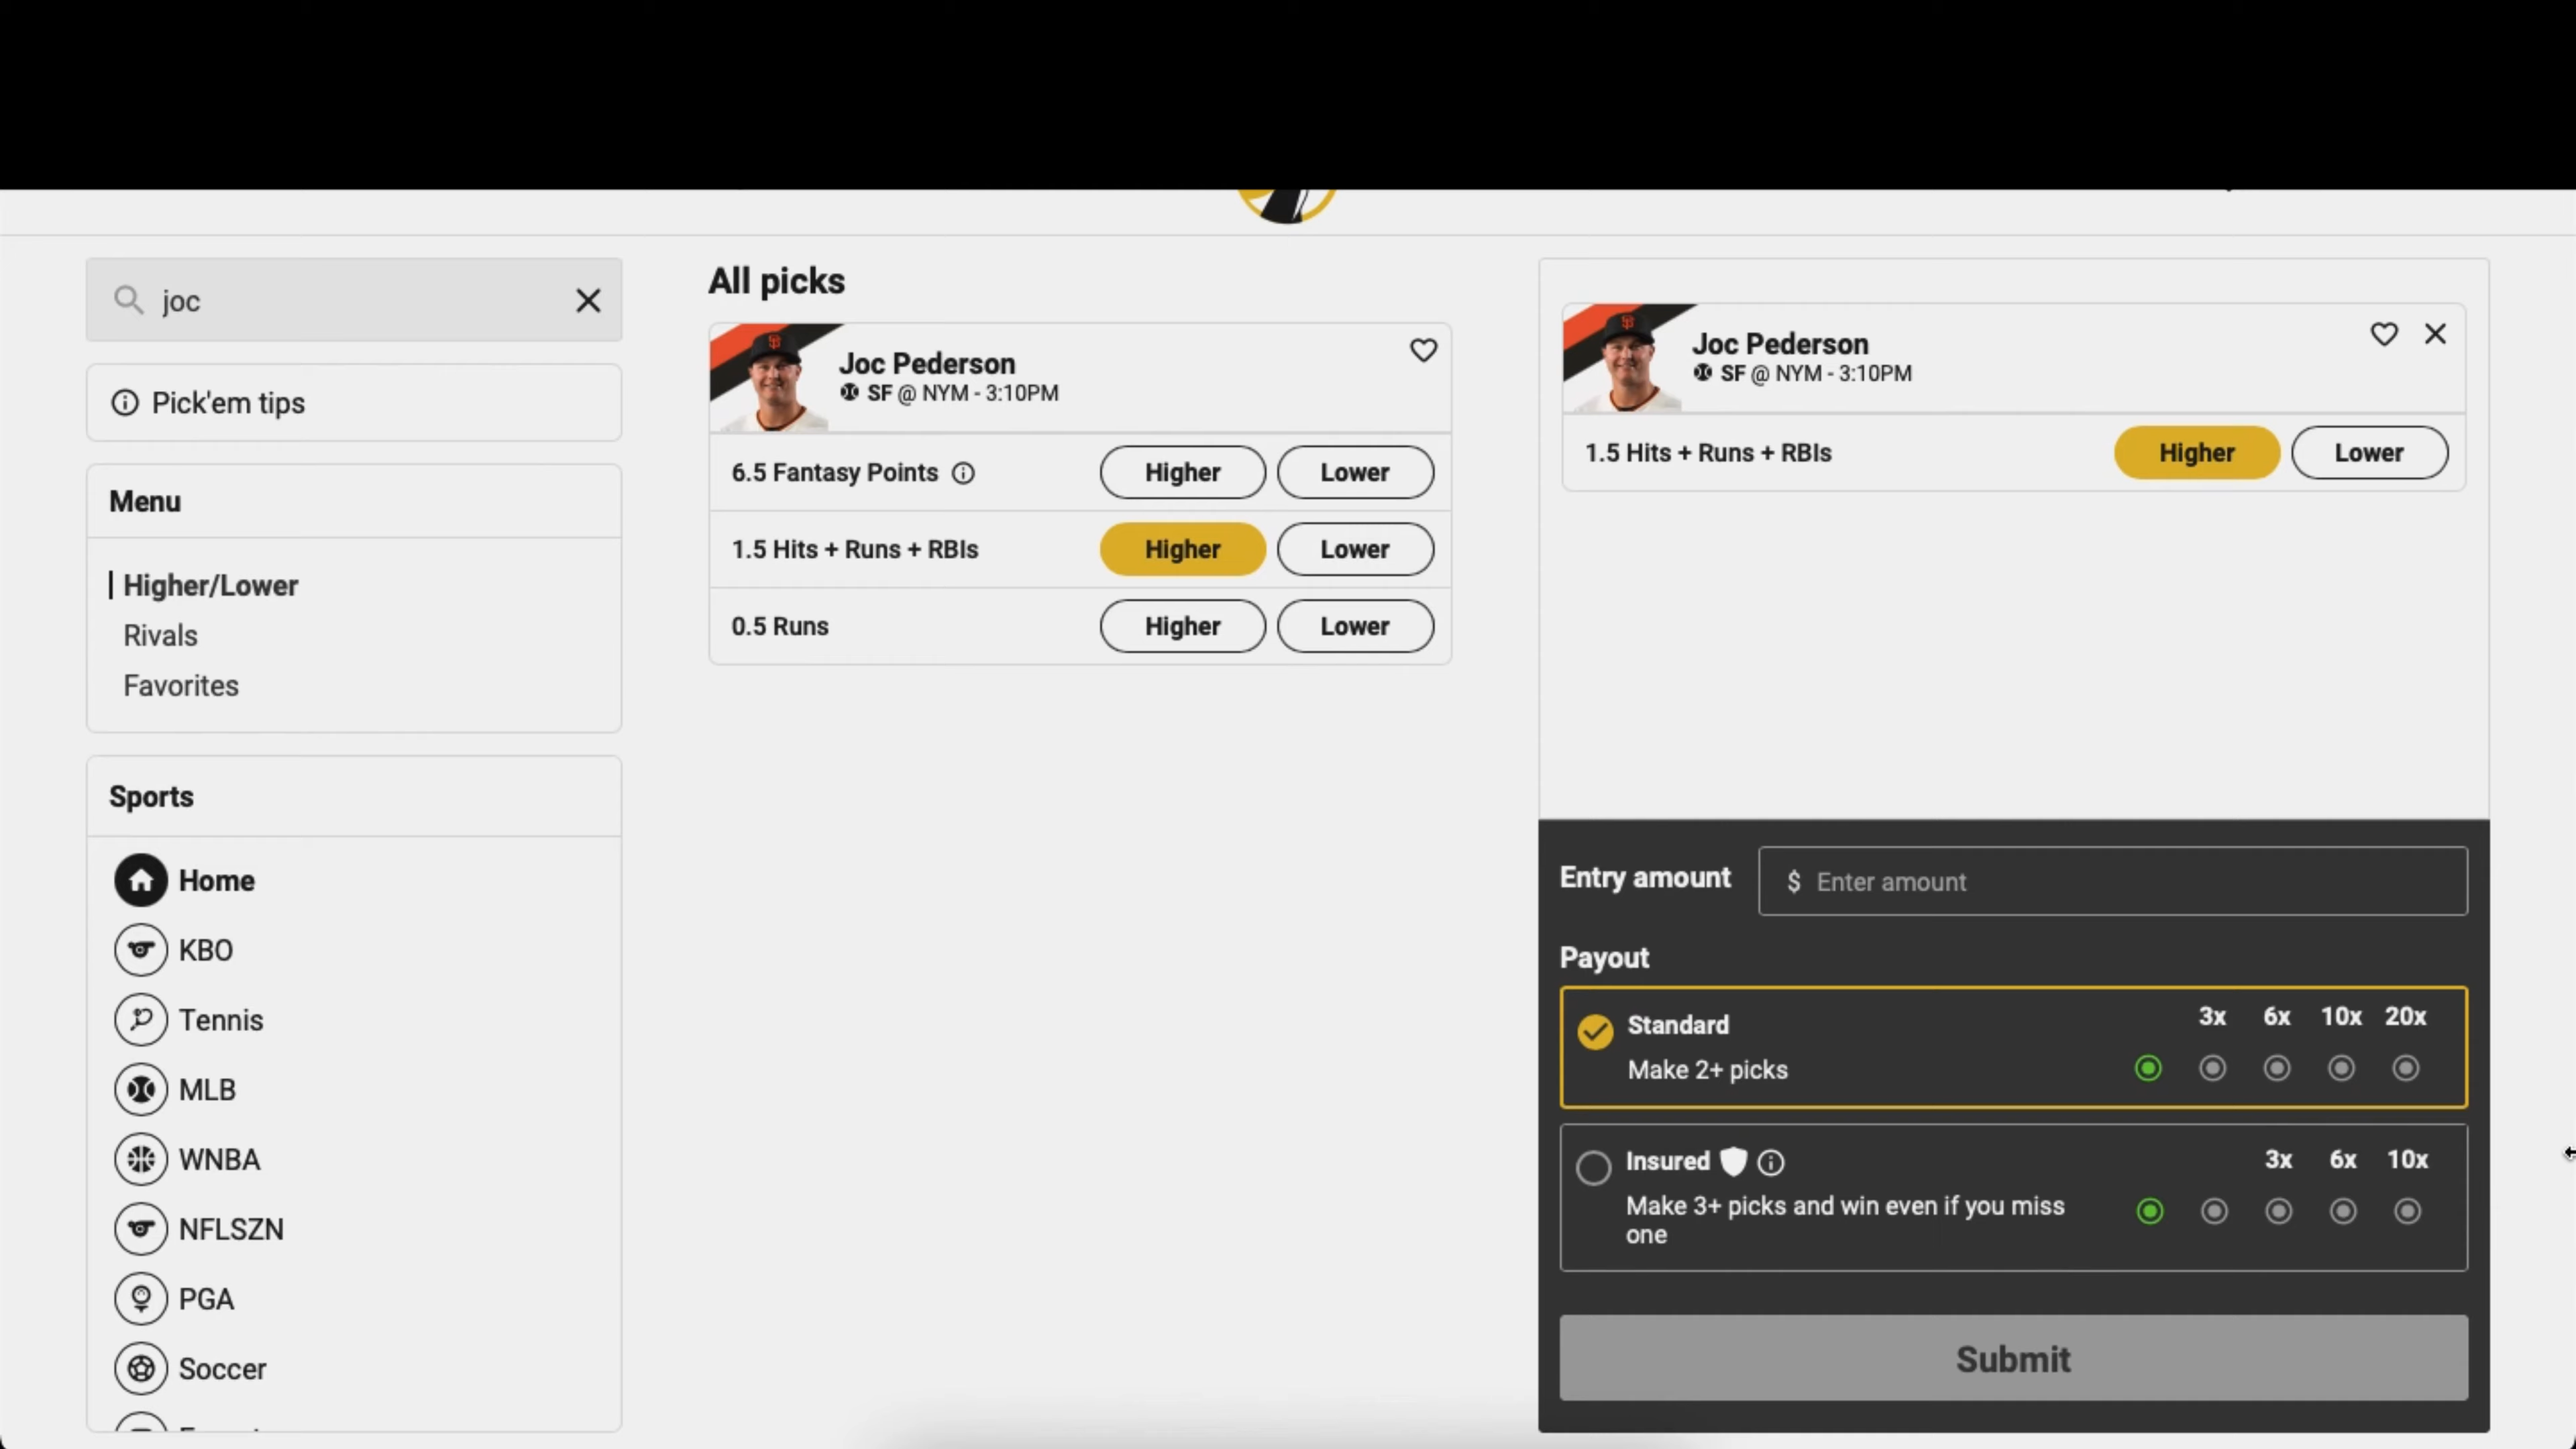 joc
Pick'em tips
Menu
Higher/Lower
Rivals
Favorites
Sports
Home
KBO
Tennis
MLB
WNBA
NFLSZN
PGA
Soccer
All picks
Joc Pederson
SF @ NYM - 3:10PM
6.5 Fantasy Points Higher Lower
1.5 Hits + Runs + RBIs Higher Lower
0.5 Runs Higher Lower
Joc Pederson
SF @ NYM - 3:10PM
1.5 Hits + Runs + RBIs Higher Lower
Entry amount $ Enter amount
Payout
Standard 3x 6x 10x 20x
Make 2+ picks
Insured 3x 6x 10x
Make 3+ picks and win even if you miss
one
Submit